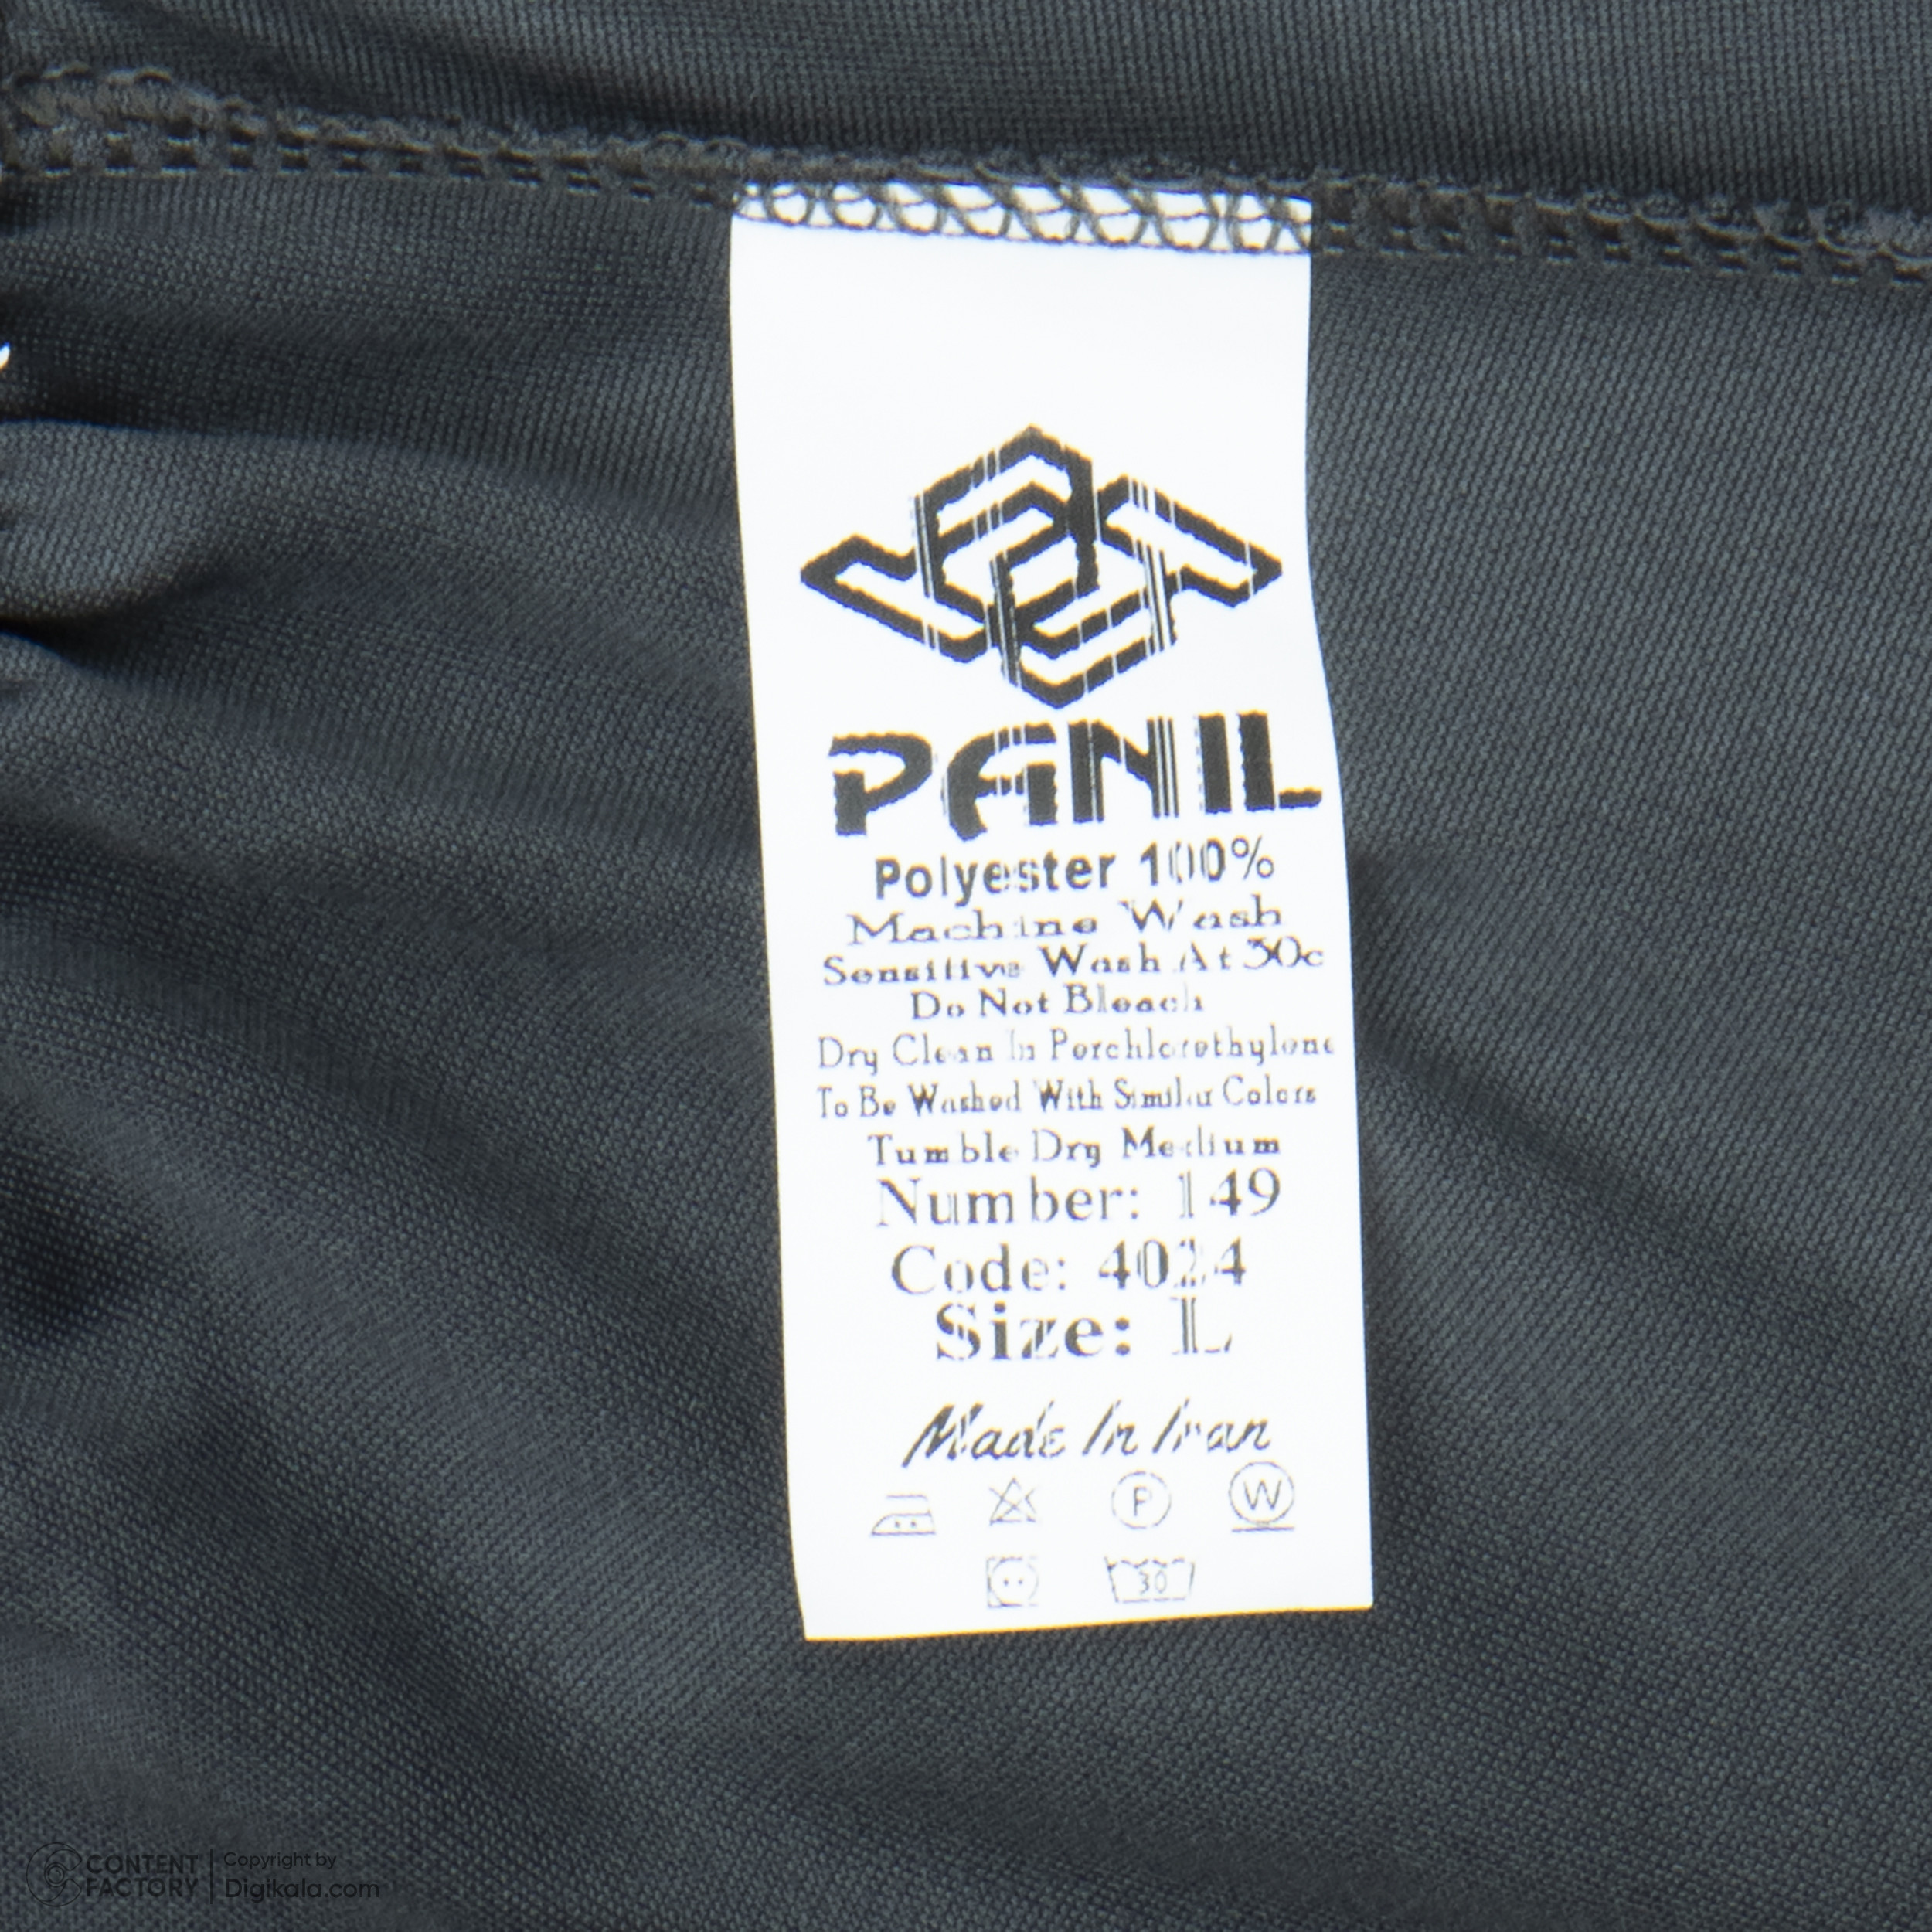 PANIL
Polyester 100%
Machine Wash
Sensitive Wash At 30c
Do Not Bleach
Dry Clean In Perchlorethylene
To Be Washed With Similar Colors
Tumble Dry Medium
Number: 149
Code: 4024
Size: L
Made In Iran
P W
30
CONTENT FACTORY
Copyright by
Digikala.com